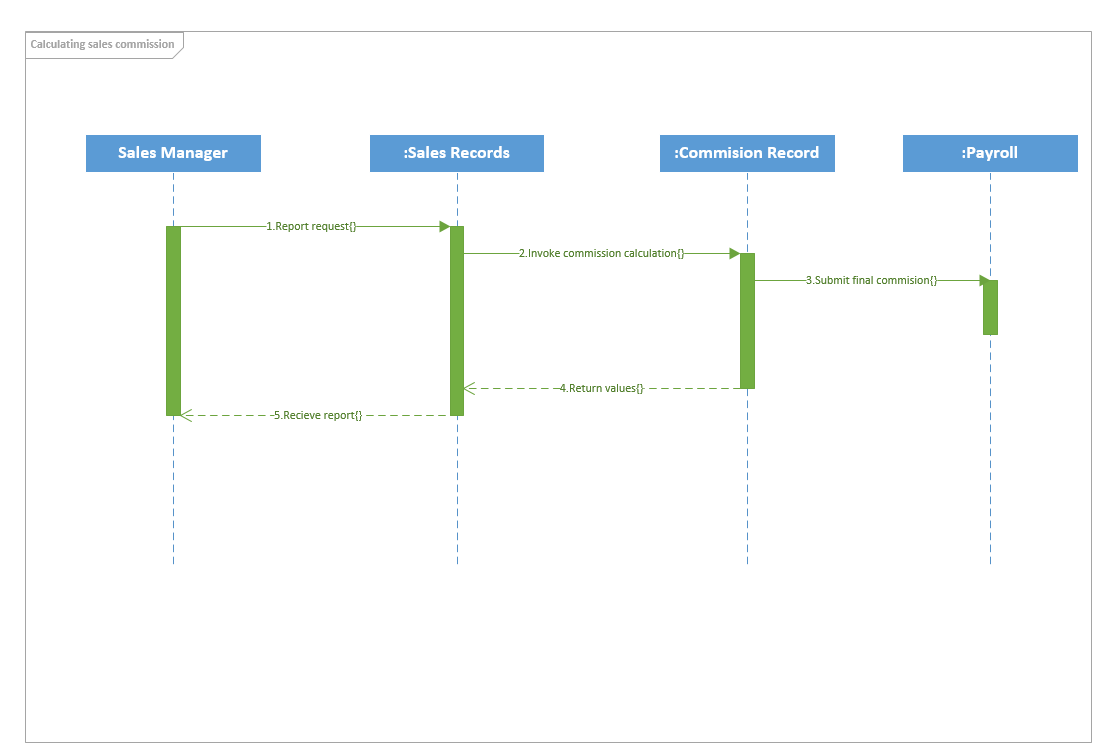 Calculating sales commission
Sales Manager
:Sales Records
:Commision Record
:Payroll
1.Report request{}
2.Invoke commission calculation{}
3.Submit final commision{}
4.Return values{}
5.Recieve report{}